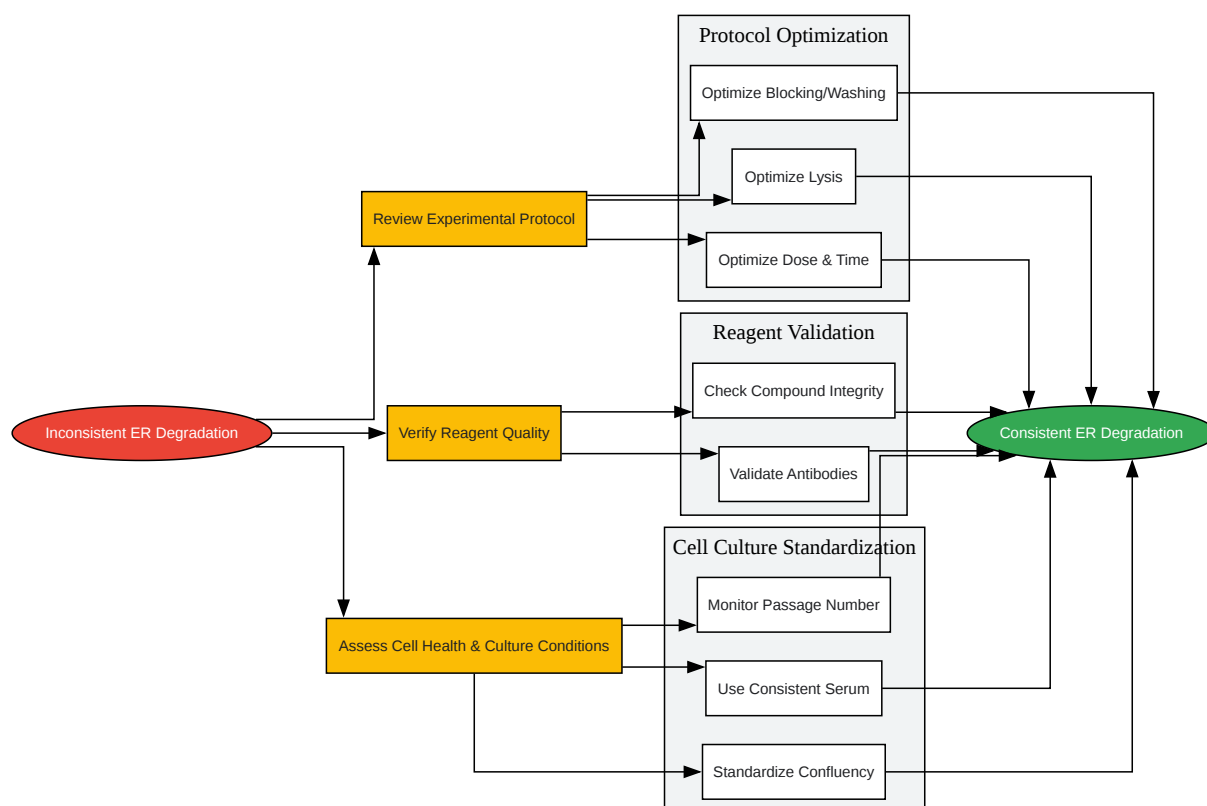 Protocol Optimization
Optimize Blocking/Washing
Optimize Lysis
Review Experimental Protocol
Optimize Dose & Time
Reagent Validation
Check Compound Integrity
Inconsistent ER Degradation
Verify Reagent Quality
Consistent ER Degradation
Validate Antibodies
Cell Culture Standardization
Monitor Passage Number
Assess Cell Health & Culture Conditions
Use Consistent Serum
Standardize Confluency